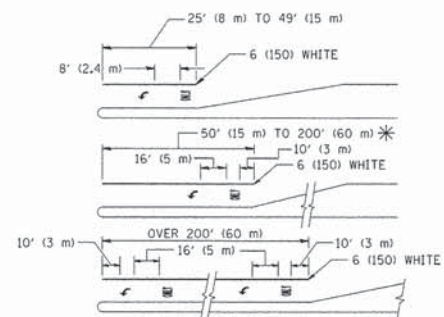 25' (8 m) TO 49' (15 m)
6 (150) WHITE
8' (2.4 m)
50' (15 m) TO 200' (60 m) ✳
10' (3 m)
16' (5 m)
6 (150) WHITE
OVER 200' (60 m)
10' (3 m)
16' (5 m)
10' (3 m)
6 (150) WHITE